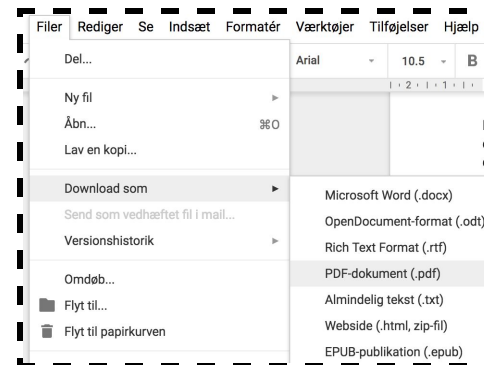 Filer Rediger Se Indsæt Formatér Værktøjer Tilføjelser Hjælp
Del...
Arial 10.5 B
2 1
Ny fil
Åbn... ⌘O
Lav en kopi...
Download som
Send som vedhæftet fil i mail...
Versionshistorik
Omdøb...
Flyt til...
Flyt til papirkurven
Microsoft Word (.docx)
OpenDocument-format (.odt)
Rich Text Format (.rtf)
PDF-dokument (.pdf)
Almindelig tekst (.txt)
Webside (.html, zip-fil)
EPUB-publikation (.epub)